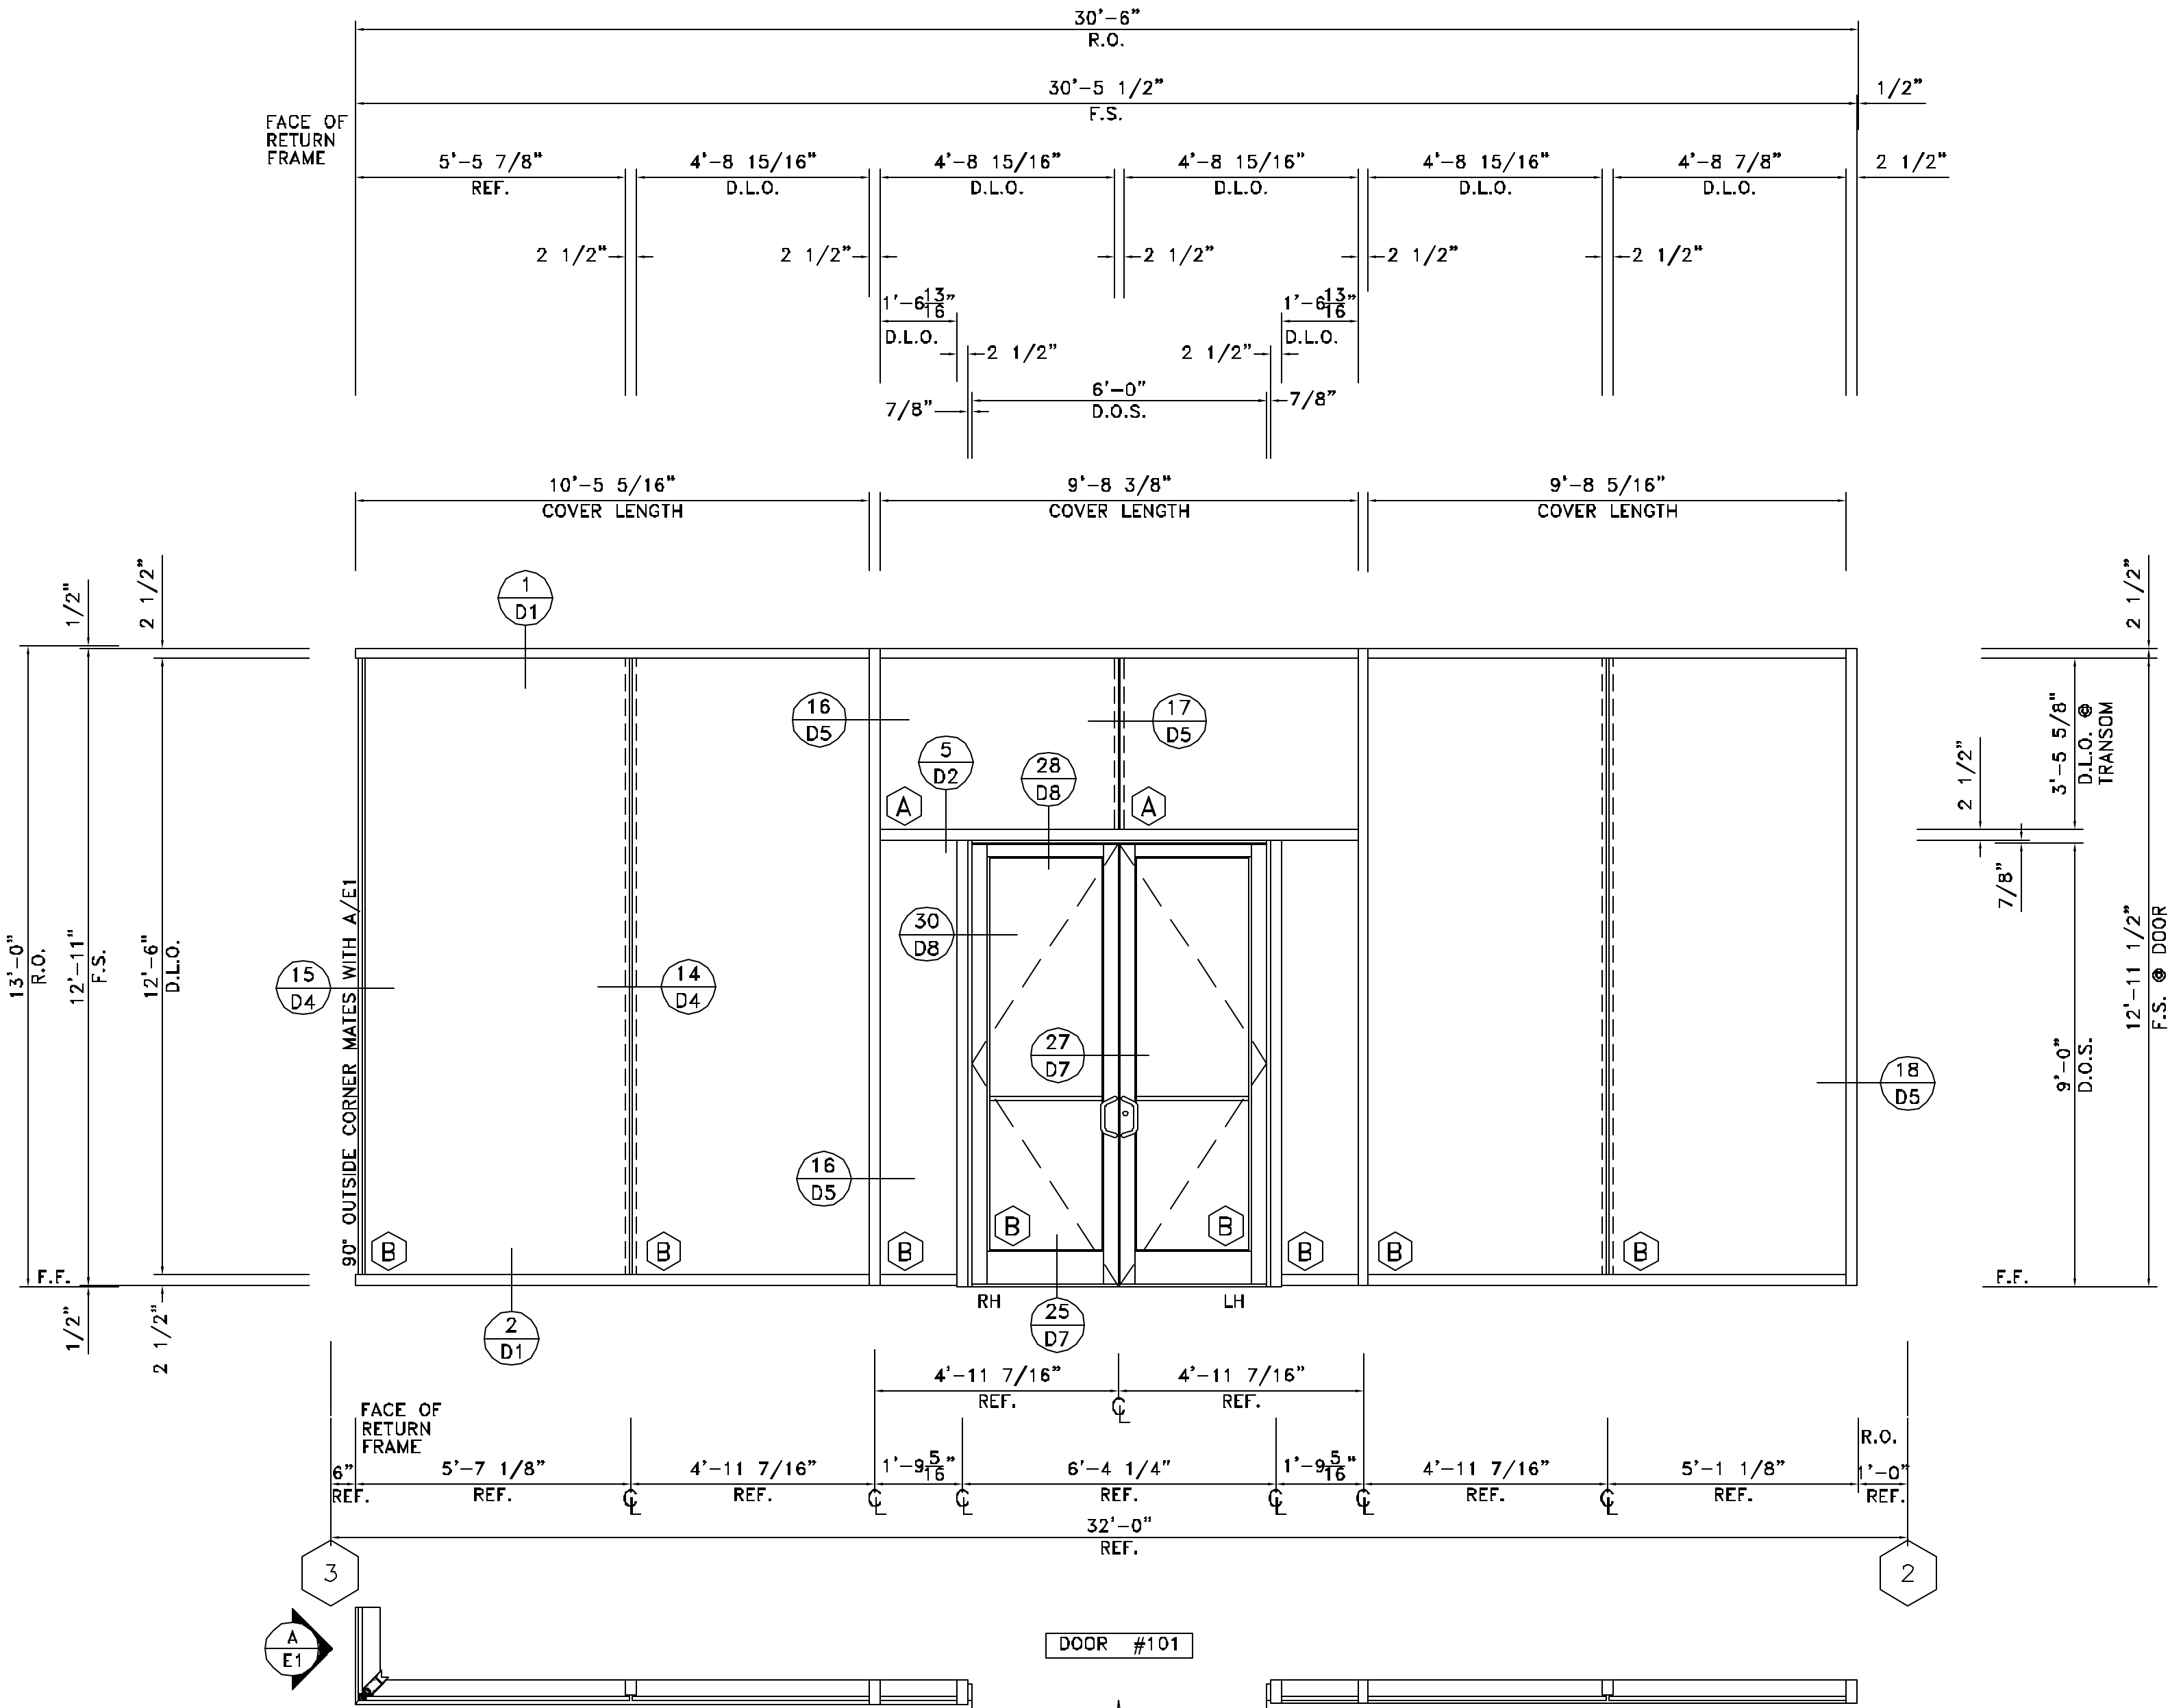 30'-6"
R.O.
30'-5 1/2"
1/2"
F.S.
FACE OF
RETURN
FRAME
5'-5 7/8"
4'-8 15/16"
4'-8 15/16"
4'-8 15/16"
4'-8 15/16"
4'-8 7/8"
2 1/2"
REF.
D.L.O.
D.L.O.
D.L.O.
D.L.O.
D.L.O.
2 1/2"
2 1/2"
2 1/2"
2 1/2"
2 1/2"
1'-6 13/16"
1'-6 13/16"
D.L.O.
D.L.O.
2 1/2"
2 1/2"
6'-0"
7/8"
7/8"
D.O.S.
10'-5 5/16"
9'-8 3/8"
9'-8 5/16"
COVER LENGTH
COVER LENGTH
COVER LENGTH
1/2"
2 1/2"
2 1/2"
1
D1
16
D5
17
D5
3'-5 5/8"
D.L.O. @
TRANSOM
5
D2
28
D8
2 1/2"
A
A
7/8"
13'-0"
R.O.
12'-11"
F.S.
12'-6"
D.L.O.
90° OUTSIDE CORNER MATES WITH A/E1
30
D8
15
D4
14
D4
12'-11 1/2"
F.S. @ DOOR
27
D7
9'-0"
D.O.S.
18
D5
16
D5
B
B
B
B
B
B
B
B
F.F.
F.F.
1/2"
2 1/2"
RH
LH
2
D1
25
D7
4'-11 7/16"
4'-11 7/16"
REF.
REF.
CL
FACE OF
RETURN
FRAME
R.O.
6"
5'-7 1/8"
4'-11 7/16"
1'-9 5/16"
6'-4 1/4"
1'-9 5/16"
4'-11 7/16"
5'-1 1/8"
1'-0"
REF.
REF.
CL
REF.
CL
CL
REF.
CL
CL
REF.
CL
REF.
REF.
32'-0"
REF.
3
2
A
E1
DOOR #101